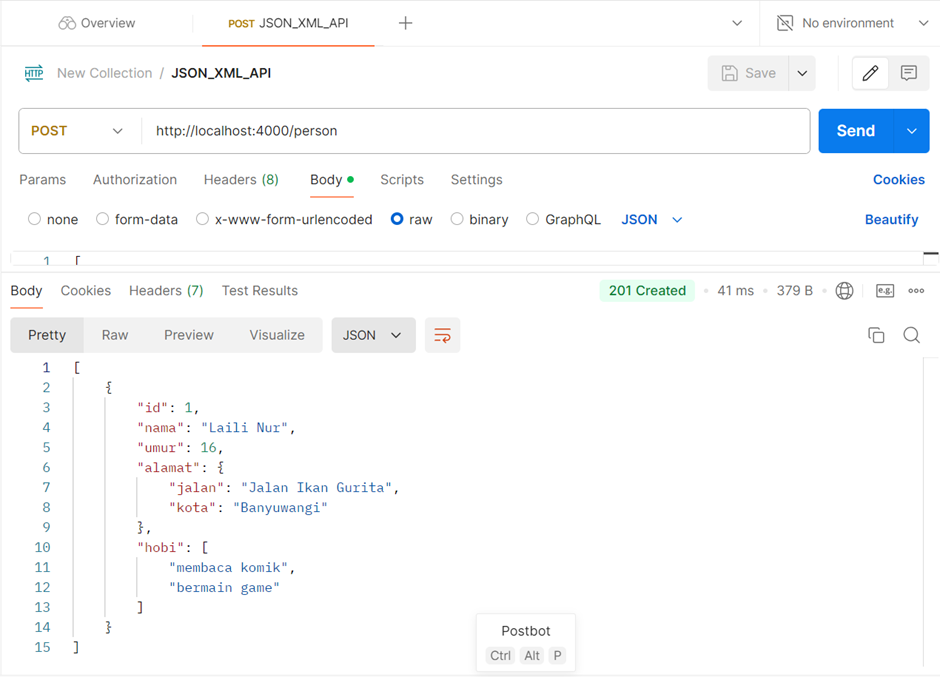 Overview
POST JSON_XML_API
No environment
HTTP New Collection / JSON_XML_API
Save
POST http://localhost:4000/person Send
Params Authorization Headers (8) Body Scripts Settings Cookies
none form-data x-www-form-urlencoded raw binary GraphQL JSON Beautify
1 [
Body Cookies Headers (7) Test Results 201 Created • 41 ms • 379 B • e.g.
Pretty Raw Preview Visualize JSON
1 [
2 {
3 "id": 1,
4 "nama": "Laili Nur",
5 "umur": 16,
6 "alamat": {
7 "jalan": "Jalan Ikan Gurita",
8 "kota": "Banyuwangi"
9 },
10 "hobi": [
11 "membaca komik",
12 "bermain game"
13 ]
14 }
15 ]
Postbot
Ctrl Alt P